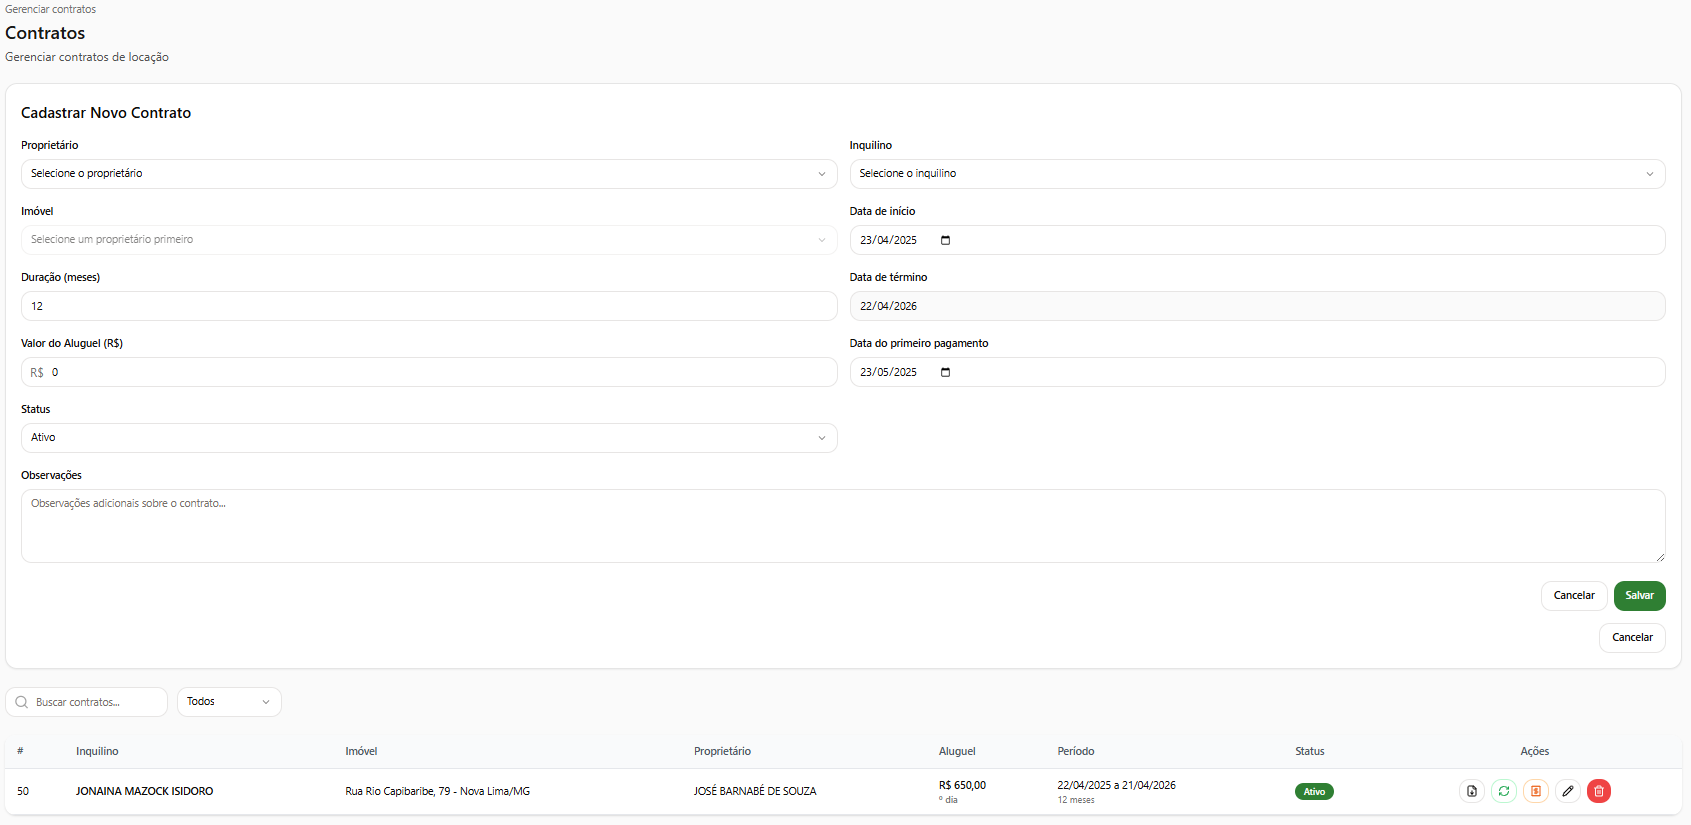 Gerenciar contratos
Contratos
Gerenciar contratos de locação
Cadastrar Novo Contrato
Proprietário
Inquilino
Selecione o proprietário
Selecione o inquilino
Imóvel
Data de início
Selecione um proprietário primeiro
23/04/2025
Duração (meses)
Data de término
12
22/04/2026
Valor do Aluguel (R$)
Data do primeiro pagamento
R$ 0
23/05/2025
Status
Ativo
Observações
Observações adicionais sobre o contrato...
Cancelar Salvar
Cancelar
Buscar contratos... Todos
# Inquilino Imóvel Proprietário Aluguel Período Status Ações
50 JONAINA MAZOCK ISIDORO Rua Rio Capibaribe, 79 - Nova Lima/MG JOSÉ BARNABÉ DE SOUZA R$ 650,00 22/04/2025 a 21/04/2026 Ativo
º dia 12 meses